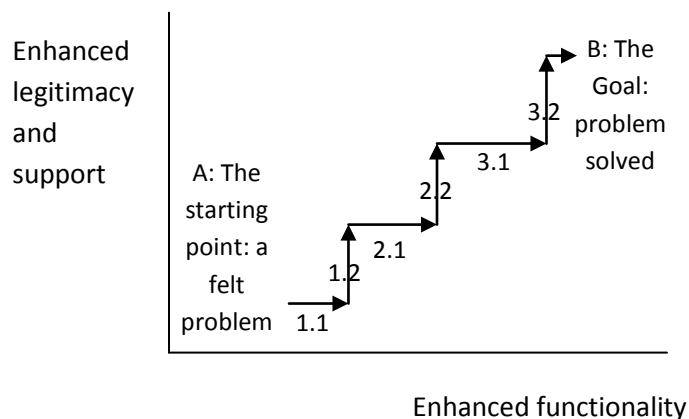 Enhanced
legitimacy
and
support
A: The
starting
point: a
felt
problem
1.1
1.2
2.1
2.2
3.1
3.2
B: The
Goal:
problem
solved
Enhanced functionality